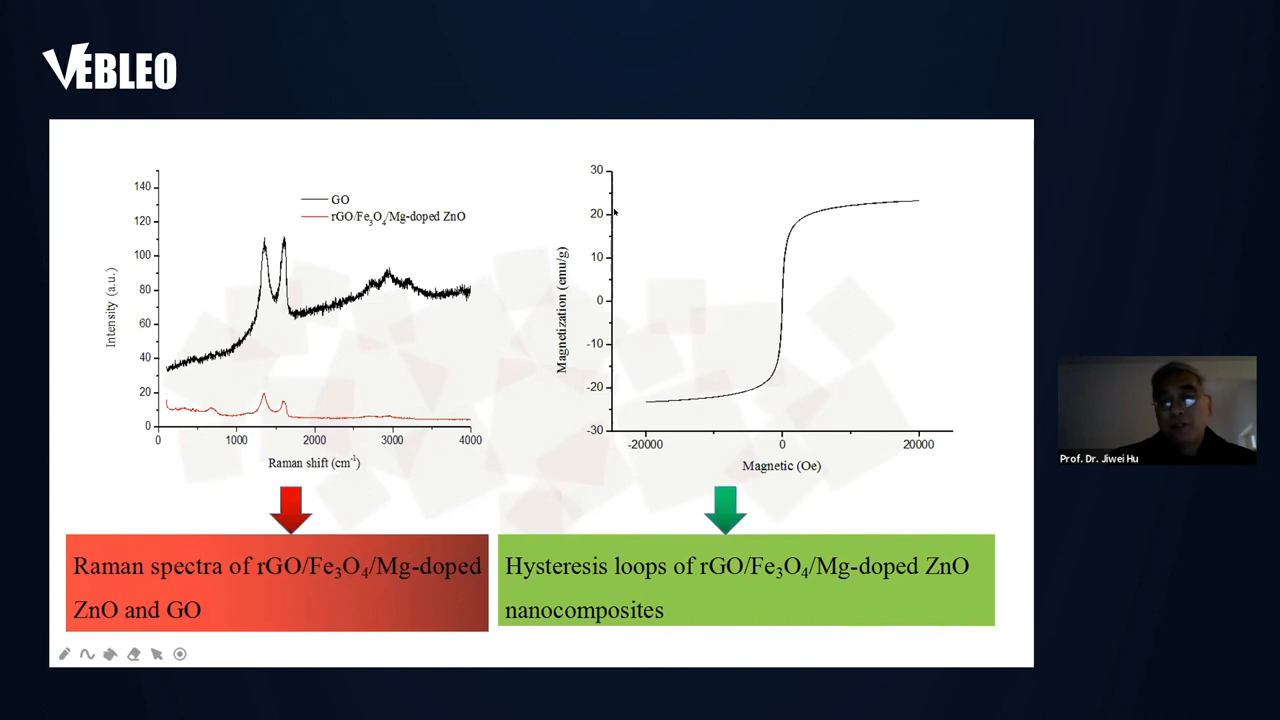 VEBLEO
GO
rGO/Fe₃O₄/Mg-doped ZnO
140
120
100
80
60
40
20
0
Intensity (a.u.)
0 1000 2000 3000 4000
Raman shift (cm⁻¹)
30
20
10
0
-10
-20
-30
Magnetization (emu/g)
-20000 0 20000
Magnetic (Oe)
Raman spectra of rGO/Fe₃O₄/Mg-doped
ZnO and GO
Hysteresis loops of rGO/Fe₃O₄/Mg-doped ZnO
nanocomposites
Prof. Dr. Jiwei Hu